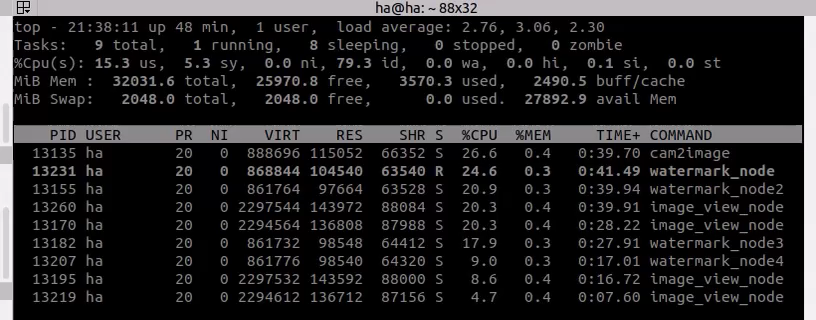 ha@ha: ~ 88x32
top - 21:38:11 up 48 min,  1 user,  load average: 2.76, 3.06, 2.30
Tasks:   9 total,   1 running,   8 sleeping,   0 stopped,   0 zombie
%Cpu(s): 15.3 us,  5.3 sy,  0.0 ni, 79.3 id,  0.0 wa,  0.0 hi,  0.1 si,  0.0 st
MiB Mem :  32031.6 total,  25970.8 free,   3570.3 used,   2490.5 buff/cache
MiB Swap:   2048.0 total,   2048.0 free,      0.0 used.  27892.9 avail Mem
PID USER      PR  NI    VIRT    RES    SHR S  %CPU  %MEM     TIME+ COMMAND
13135 ha        20   0  888696 115052  66352 S  26.6   0.4   0:39.70 cam2image
13231 ha        20   0  868844 104540  63540 R  24.6   0.3   0:41.49 watermark_node
13155 ha        20   0  861764  97664  63528 S  20.9   0.3   0:39.94 watermark_node2
13260 ha        20   0 2297544 143972  88084 S  20.3   0.4   0:39.91 image_view_node
13170 ha        20   0 2294564 136808  87988 S  20.3   0.4   0:28.22 image_view_node
13182 ha        20   0  861732  98548  64412 S  17.9   0.3   0:27.91 watermark_node3
13207 ha        20   0  861776  98540  64320 S   9.0   0.3   0:17.01 watermark_node4
13195 ha        20   0 2297532 143592  88000 S   8.6   0.4   0:16.72 image_view_node
13219 ha        20   0 2294612 136712  87156 S   4.7   0.4   0:07.60 image_view_node